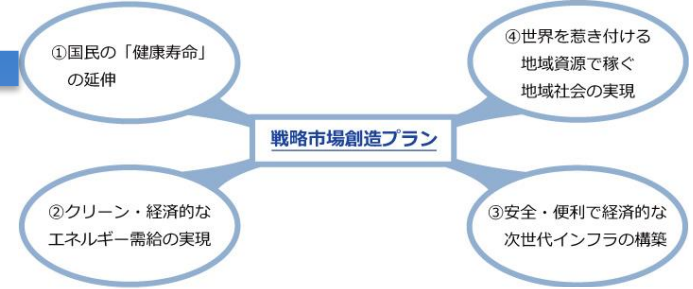 ①国民の「健康寿命」
の延伸
④世界を惹き付ける
地域資源で稼ぐ
地域社会の実現
戦略市場創造プラン
②クリーン・経済的な
エネルギー需給の実現
③安全・便利で経済的な
次世代インフラの構築